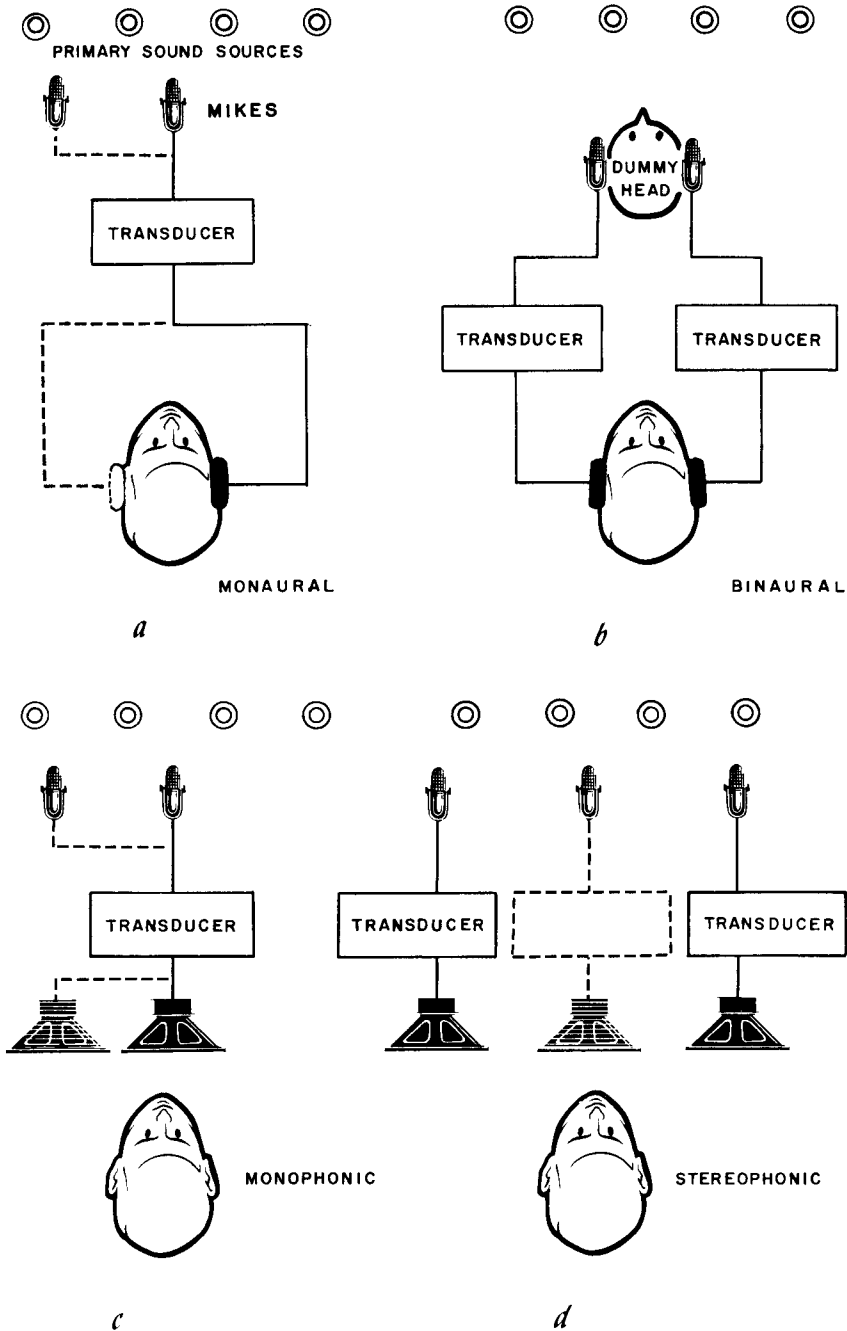 PRIMARY SOUND SOURCES
MIKES
TRANSDUCER
MONAURAL
a
DUMMY
HEAD
TRANSDUCER
TRANSDUCER
BINAURAL
b
TRANSDUCER
MONOPHONIC
c
TRANSDUCER
TRANSDUCER
STEREOPHONIC
d